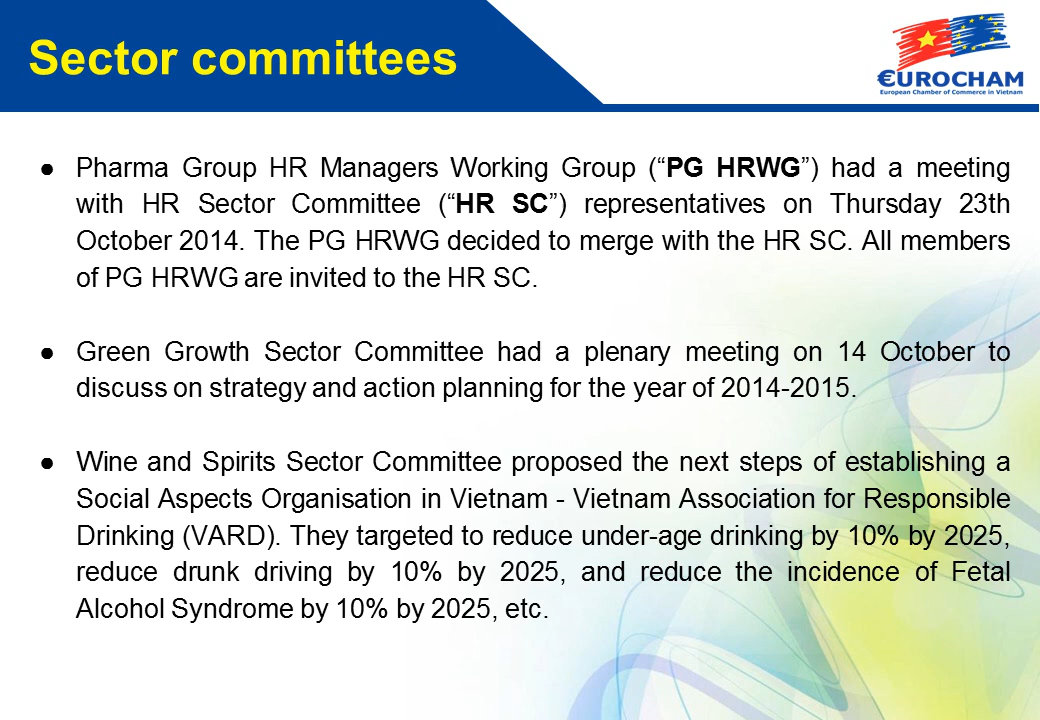 Sector committees
€UROCHAM
European Chamber of Commerce in Vietnam
● Pharma Group HR Managers Working Group (“PG HRWG”) had a meeting
with HR Sector Committee (“HR SC”) representatives on Thursday 23th
October 2014. The PG HRWG decided to merge with the HR SC. All members
of PG HRWG are invited to the HR SC.
● Green Growth Sector Committee had a plenary meeting on 14 October to
discuss on strategy and action planning for the year of 2014-2015.
● Wine and Spirits Sector Committee proposed the next steps of establishing a
Social Aspects Organisation in Vietnam - Vietnam Association for Responsible
Drinking (VARD). They targeted to reduce under-age drinking by 10% by 2025,
reduce drunk driving by 10% by 2025, and reduce the incidence of Fetal
Alcohol Syndrome by 10% by 2025, etc.